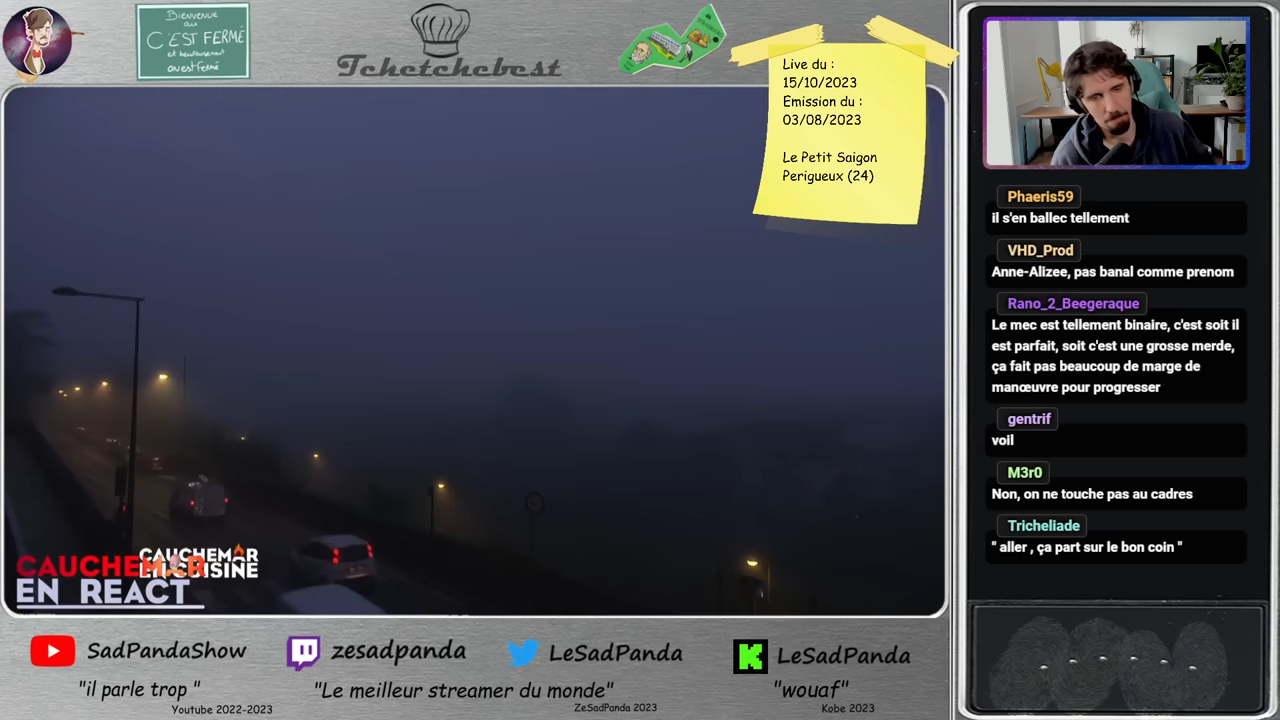 Bienvenue
au
C'EST FERMÉ
et heureusement
on est fermé
Tchetchebest
Live du :
15/10/2023
Emission du :
03/08/2023
Le Petit Saigon
Perigueux (24)
Phaeris59
il s'en ballec tellement
VHD_Prod
Anne-Alizee, pas banal comme prenom
Rano_2_Beegeraque
Le mec est tellement binaire, c'est soit il
est parfait, soit c'est une grosse merde,
ça fait pas beaucoup de marge de
manœuvre pour progresser
gentrif
voil
M3r0
Non, on ne touche pas au cadres
Tricheliade
" aller , ça part sur le bon coin "
CAUCHEMAR
EN CUISINE
CAUCHEMAR
EN REACT
SadPandaShow
zesadpanda
LeSadPanda
LeSadPanda
"il parle trop "
Youtube 2022-2023
"Le meilleur streamer du monde"
ZeSadPanda 2023
"wouaf"
Kobe 2023